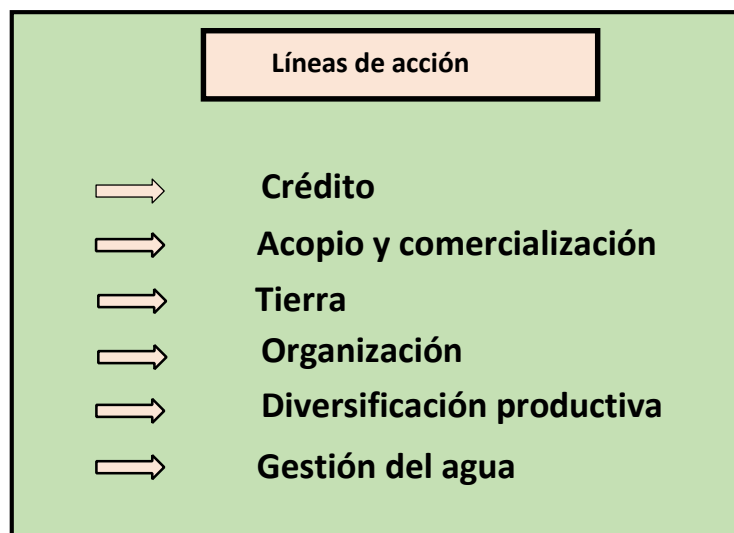 Líneas de acción
Crédito
Acopio y comercialización
Tierra
Organización
Diversificación productiva
Gestión del agua